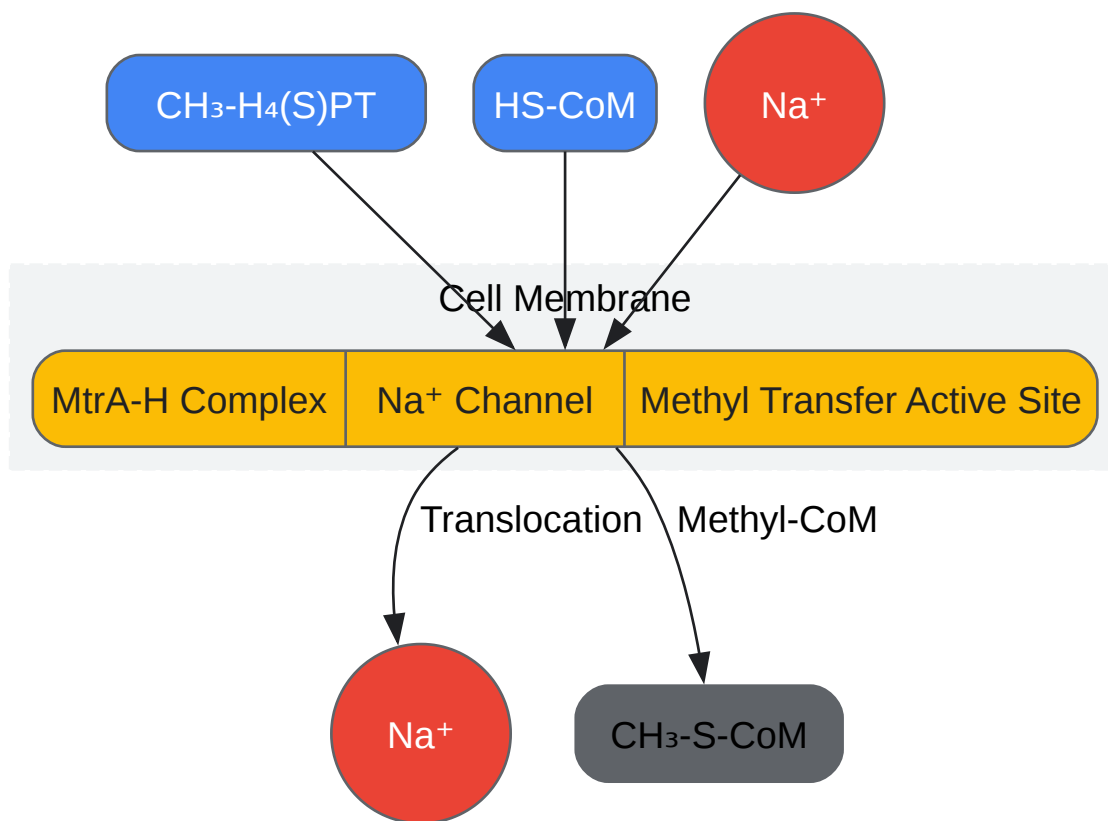 CH₃-H₄(S)PT
HS-CoM
Na⁺
Cell Membrane
MtrA-H Complex
Na⁺ Channel
Methyl Transfer Active Site
Translocation
Methyl-CoM
Na⁺
CH₃-S-CoM